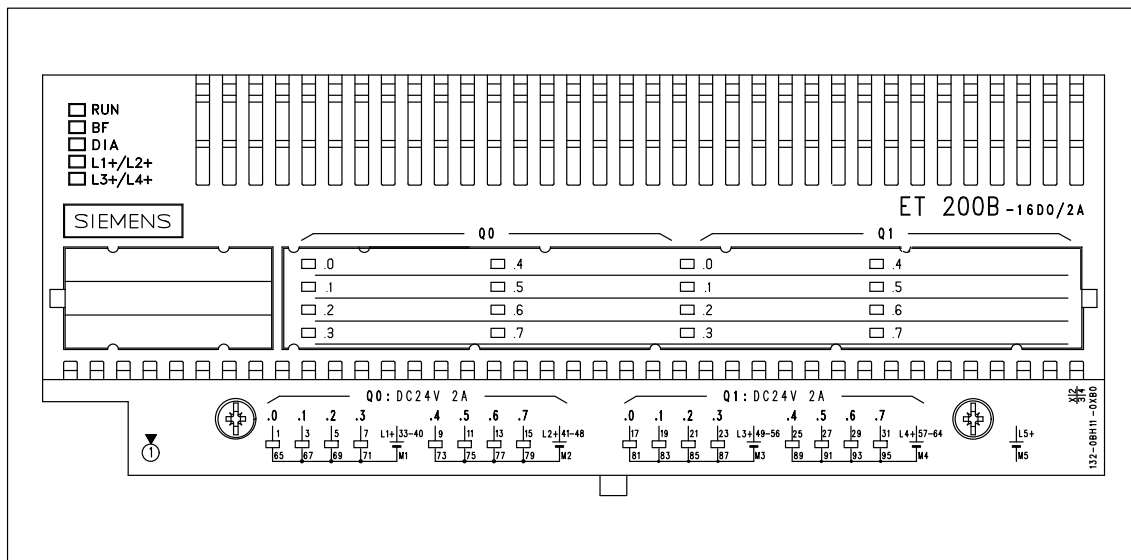 RUN
BF
DIA
L1+/L2+
L3+/L4+
SIEMENS
ET 200B -16DO/2A
Q0 Q1
.0 .4 .0 .4
.1 .5 .1 .5
.2 .6 .2 .6
.3 .7 .3 .7
Q0:DC24V 2A Q1:DC24V 2A
.0 .1 .2 .3 .4 .5 .6 .7 .0 .1 .2 .3 .4 .5 .6 .7
1 3 5 7 L1+ 33-40 9 11 13 15 L2+ 41-48 17 19 21 23 L3+ 49-56 25 27 29 31 L4+ 57-64 L5+
65 67 69 71 M1 73 75 77 79 M2 81 83 85 87 M3 89 91 93 95 M4 M5
1
132-0BH11-0XB0